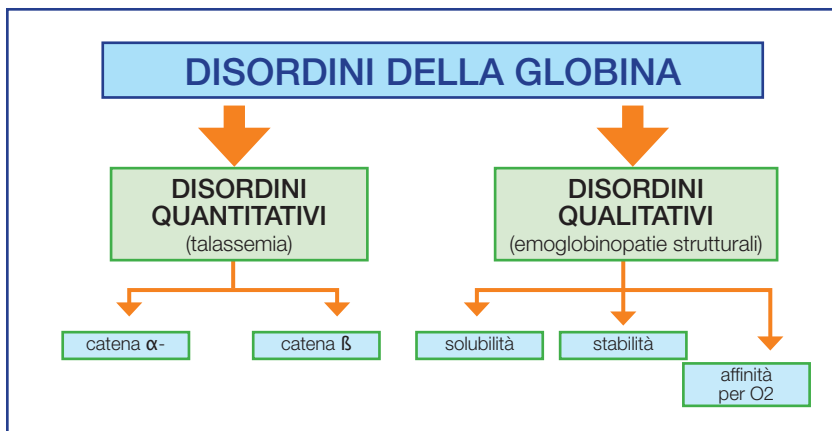 DISORDINI DELLA GLOBINA
DISORDINI
QUANTITATIVI
(talassemia)
DISORDINI
QUALITATIVI
(emoglobinopatie strutturali)
catena α-
catena ß
solubilità
stabilità
affinità
per O2